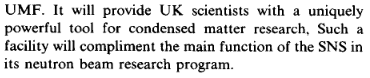 UMF. It will provide UK scientists with a uniquely
powerful tool for condensed matter research, Such a
facility will compliment the main function of the SNS in
its neutron beam research program.